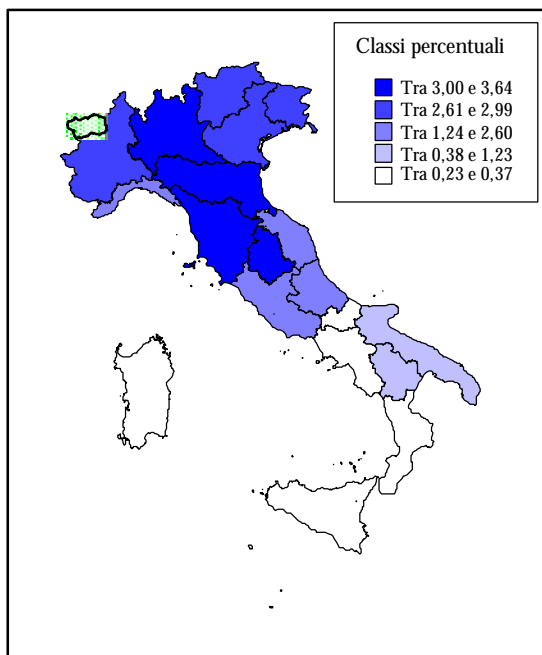 Classi percentuali
Tra 3,00 e 3,64
Tra 2,61 e 2,99
Tra 1,24 e 2,60
Tra 0,38 e 1,23
Tra 0,23 e 0,37